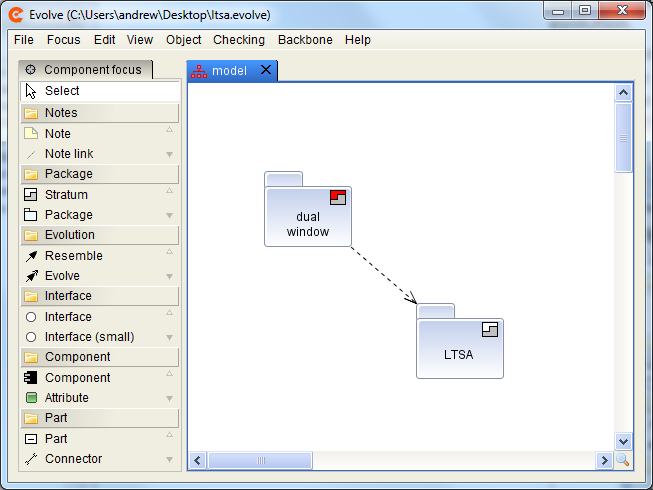 Evolve (C:\Users\andrew\Desktop\ltsa.evolve)
File Focus Edit View Object Checking Backbone Help
Component focus
model
Select
Notes
Note
Note link
Package
Stratum
Package
Evolution
Resemble
Evolve
Interface
Interface
Interface (small)
Component
Component
Attribute
Part
Part
Connector
dual
window
LTSA